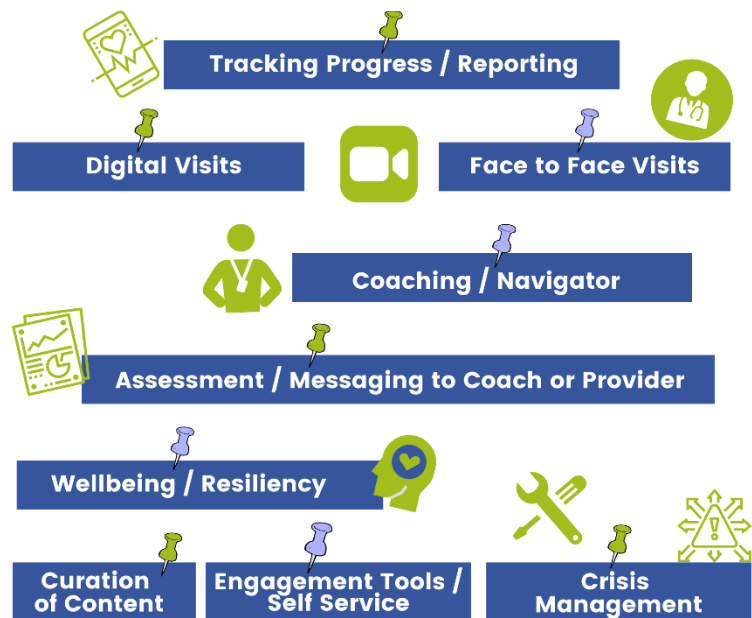 Tracking Progress / Reporting
Digital Visits
Face to Face Visits
Coaching / Navigator
Assessment / Messaging to Coach or Provider
Wellbeing / Resiliency
Curation
of Content
Engagement Tools /
Self Service
Crisis
Management